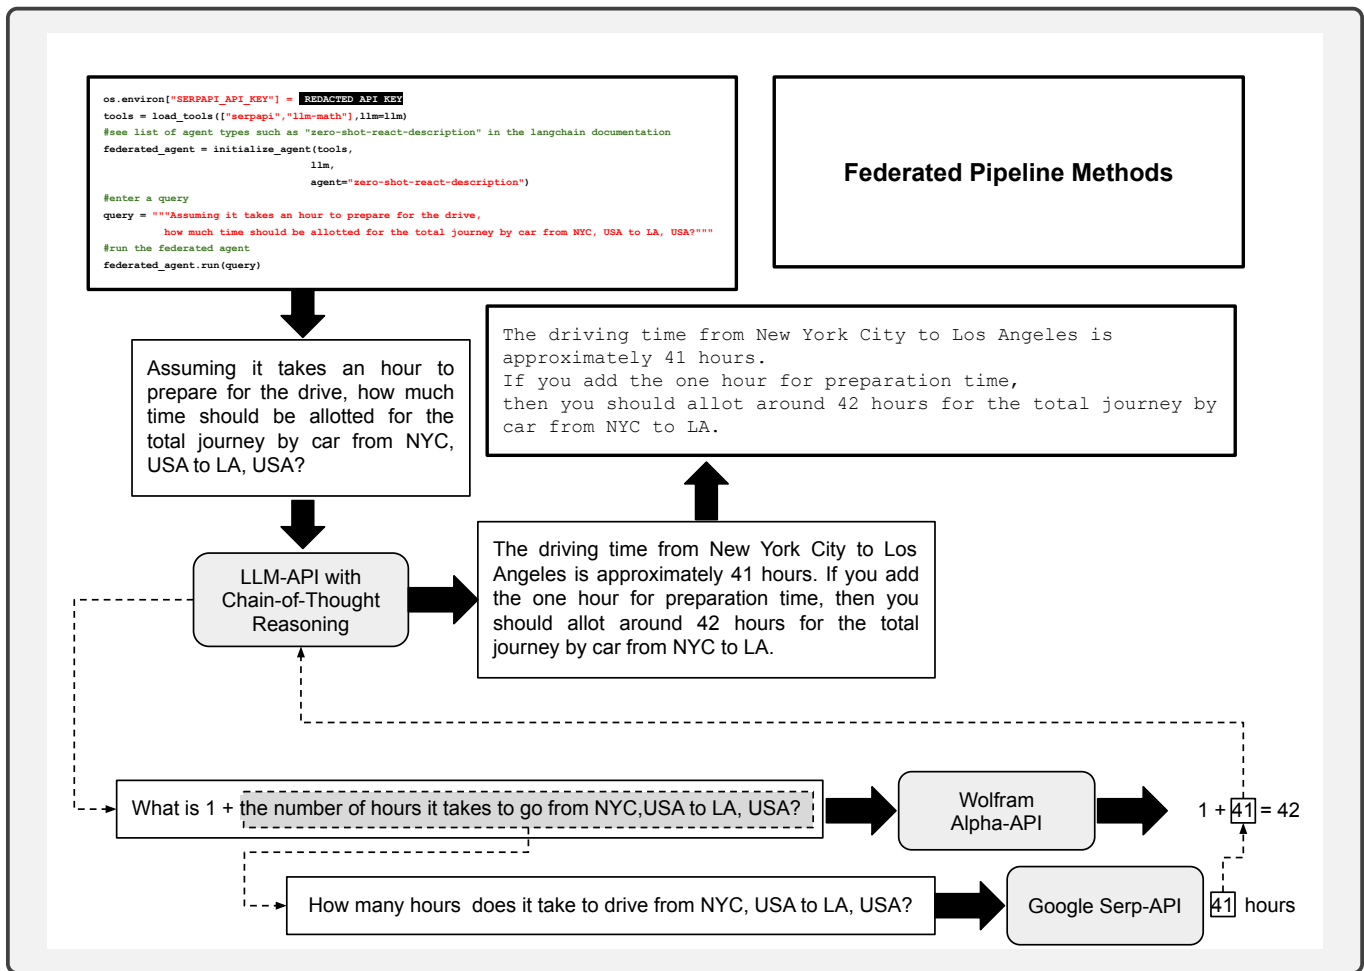 os.environ["SERPAPI_API_KEY"] = REDACTED API KEY
tools = load_tools(["serpapi","llm-math"],llm=llm)
#see list of agent types such as "zero-shot-react-description" in the langchain documentation
federated_agent = initialize_agent(tools,
llm,
agent="zero-shot-react-description")
#enter a query
query = """Assuming it takes an hour to prepare for the drive,
how much time should be allotted for the total journey by car from NYC, USA to LA, USA?"""
#run the federated agent
federated_agent.run(query)
Federated Pipeline Methods
The driving time from New York City to Los Angeles is
approximately 41 hours.
If you add the one hour for preparation time,
then you should allot around 42 hours for the total journey by
car from NYC to LA.
Assuming it takes an hour to
prepare for the drive, how much
time should be allotted for the
total journey by car from NYC,
USA to LA, USA?
LLM-API with
Chain-of-Thought
Reasoning
The driving time from New York City to Los
Angeles is approximately 41 hours. If you add
the one hour for preparation time, then you
should allot around 42 hours for the total
journey by car from NYC to LA.
What is 1 + the number of hours it takes to go from NYC,USA to LA, USA?
Wolfram
Alpha-API
1 + 41 = 42
How many hours does it take to drive from NYC, USA to LA, USA?
Google Serp-API
41 hours